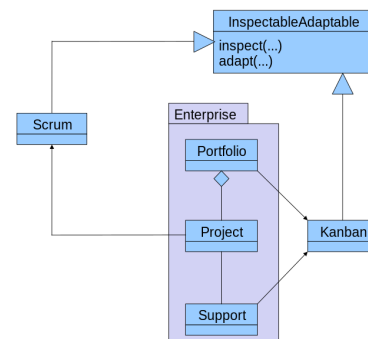 InspectableAdaptable
inspect(...)
adapt(...)
Scrum
Enterprise
Portfolio
Project
Kanban
Support